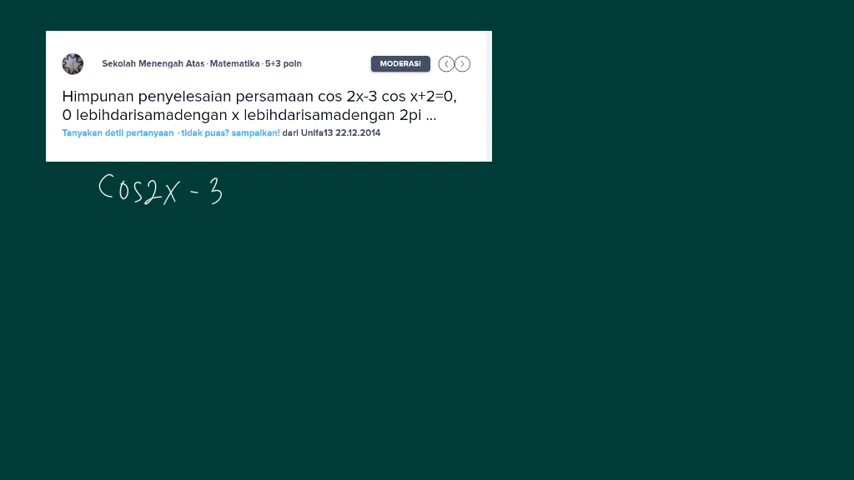 Sekolah Menengah Atas · Matematika · 5+3 poin
MODERASI
Himpunan penyelesaian persamaan cos 2x-3 cos x+2=0,
0 lebihdarisamadengan x lebihdarisamadengan 2pi ...
Tanyakan detil pertanyaan · tidak puas? sampaikan! dari Unifa13 22.12.2014
Cos2x - 3